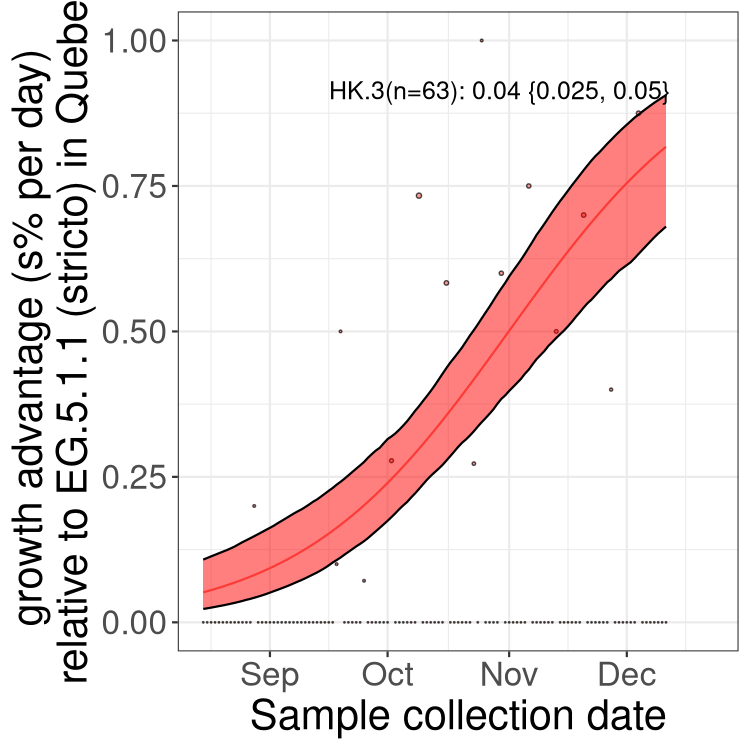 growth advantage (s% per day)
relative to EG.5.1.1 (stricto) in Quebe
1.00
0.75
0.50
0.25
0.00
HK.3(n=63): 0.04 {0.025, 0.05}
Sep Oct Nov Dec
Sample collection date